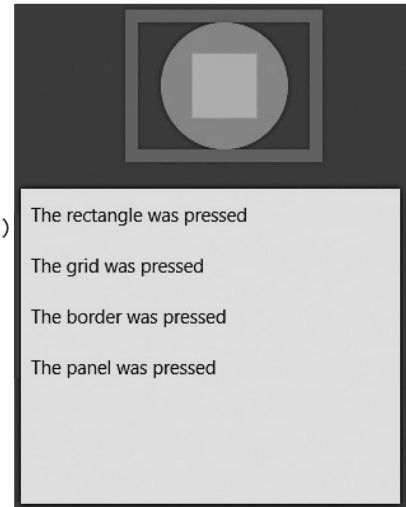 )
The rectangle was pressed
The grid was pressed
The border was pressed
The panel was pressed